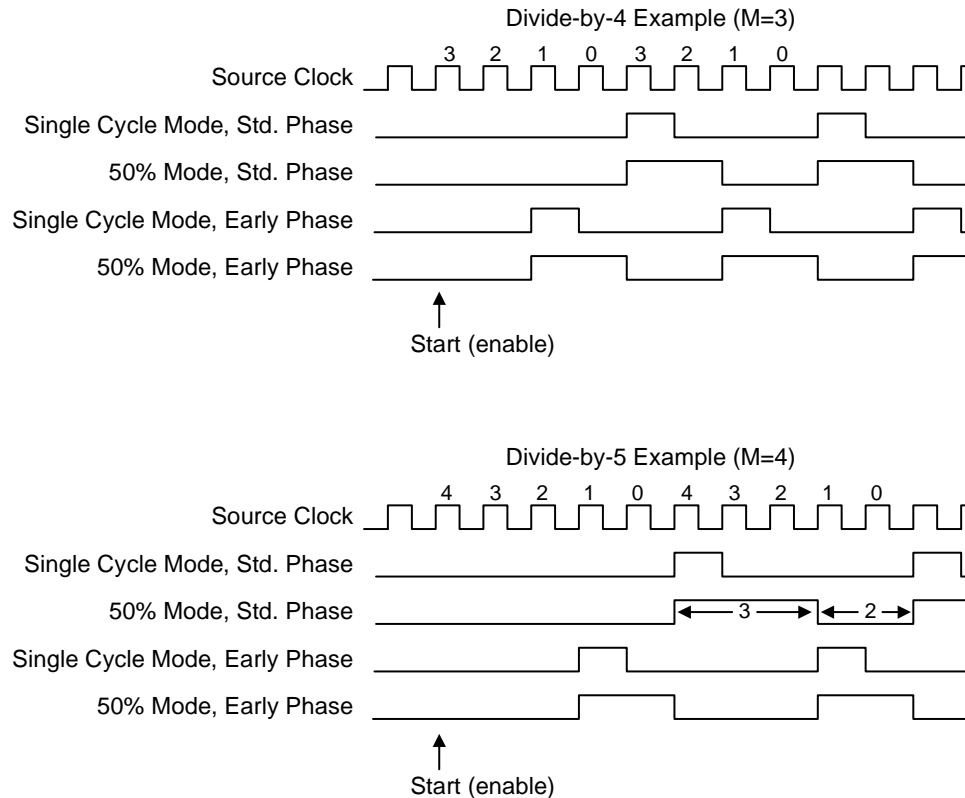 Divide-by-4 Example (M=3)
3 2 1 0 3 2 1 0
Source Clock
Single Cycle Mode, Std. Phase
50% Mode, Std. Phase
Single Cycle Mode, Early Phase
50% Mode, Early Phase
Start (enable)
Divide-by-5 Example (M=4)
4 3 2 1 0 4 3 2 1 0
Source Clock
Single Cycle Mode, Std. Phase
50% Mode, Std. Phase 3 2
Single Cycle Mode, Early Phase
50% Mode, Early Phase
Start (enable)